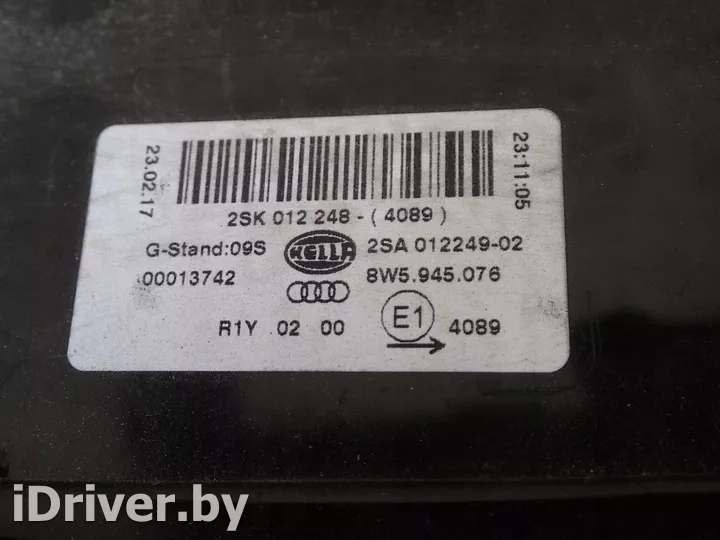 23.02.17
23:11:05
2SK 012 248 - ( 4089 )
G-Stand:09S HELLA 2SA 012249-02
00013742 8W5.945.076
R1Y 02 00 E1 4089
iDriver.by